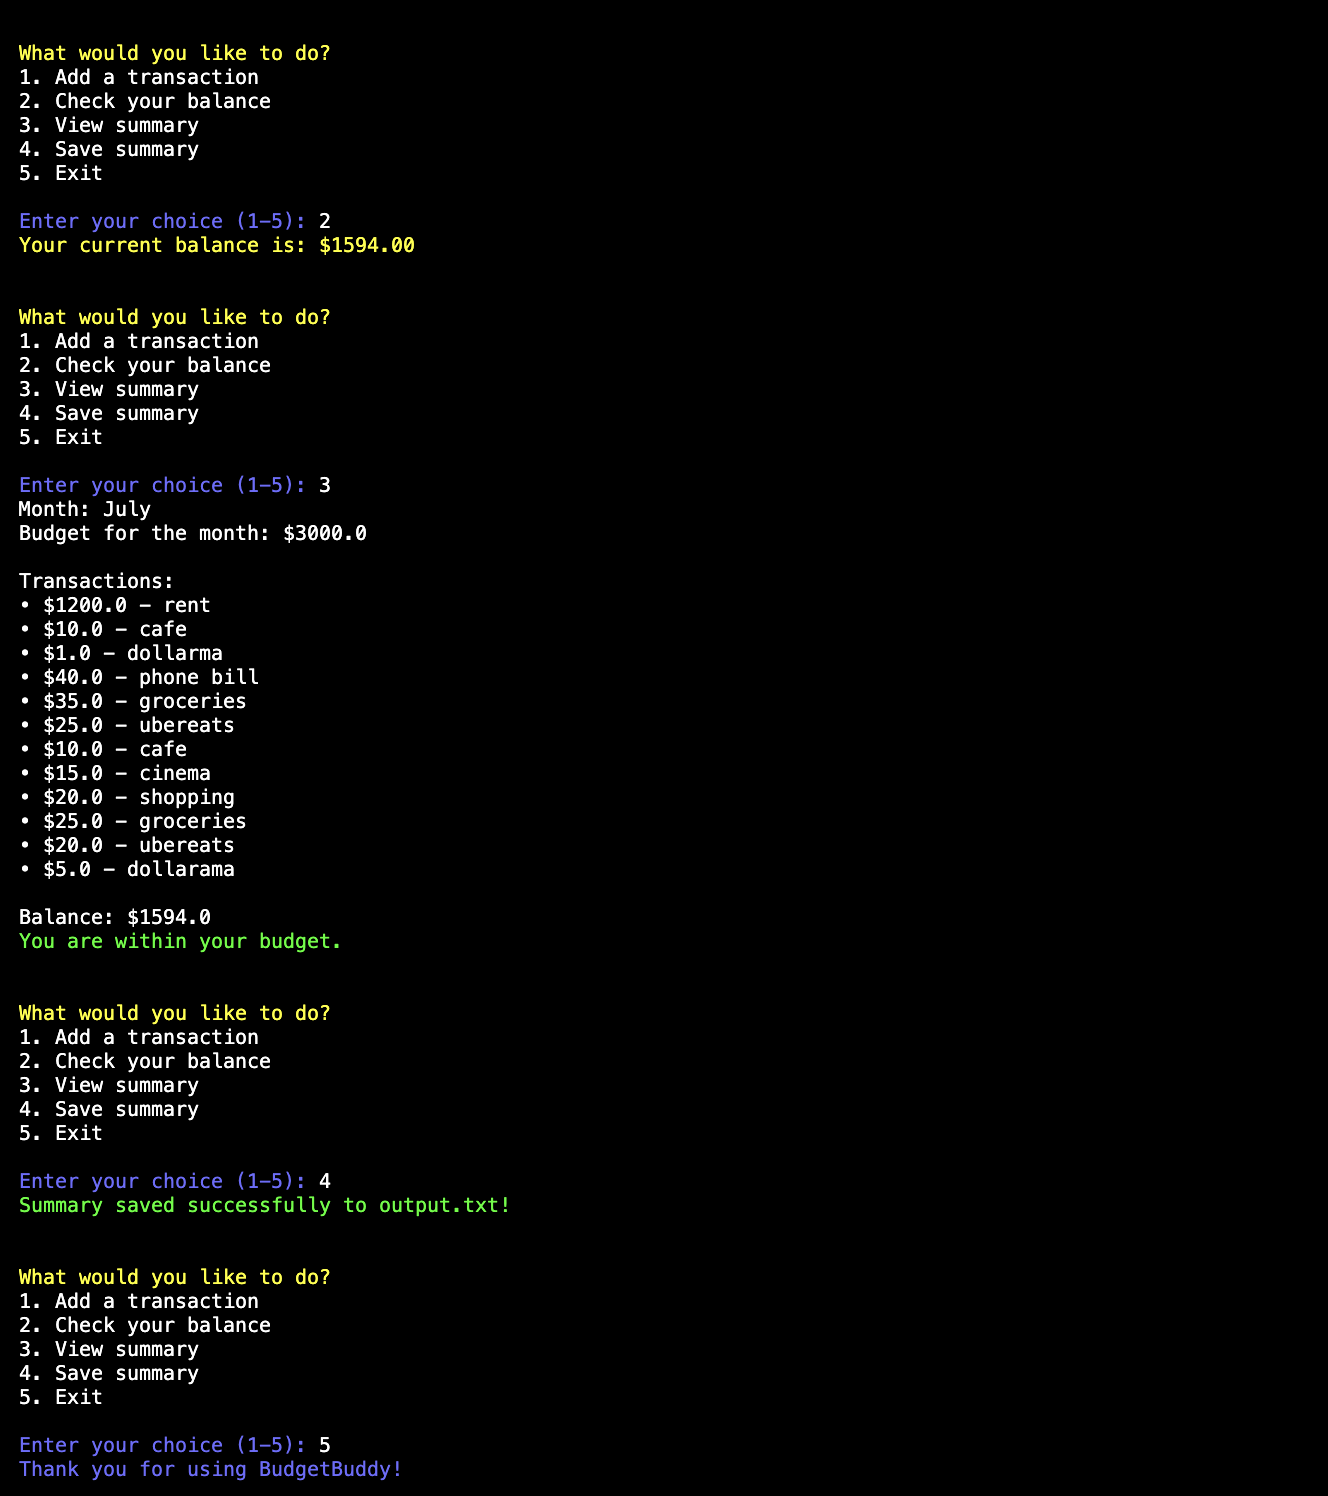 What would you like to do?
1. Add a transaction
2. Check your balance
3. View summary
4. Save summary
5. Exit
Enter your choice (1-5): 2
Your current balance is: $1594.00
What would you like to do?
1. Add a transaction
2. Check your balance
3. View summary
4. Save summary
5. Exit
Enter your choice (1-5): 3
Month: July
Budget for the month: $3000.0
Transactions:
• $1200.0 – rent
• $10.0 – cafe
• $1.0 – dollarma
• $40.0 – phone bill
• $35.0 – groceries
• $25.0 – ubereats
• $10.0 – cafe
• $15.0 – cinema
• $20.0 – shopping
• $25.0 – groceries
• $20.0 – ubereats
• $5.0 – dollarama
Balance: $1594.0
You are within your budget.
What would you like to do?
1. Add a transaction
2. Check your balance
3. View summary
4. Save summary
5. Exit
Enter your choice (1-5): 4
Summary saved successfully to output.txt!
What would you like to do?
1. Add a transaction
2. Check your balance
3. View summary
4. Save summary
5. Exit
Enter your choice (1-5): 5
Thank you for using BudgetBuddy!